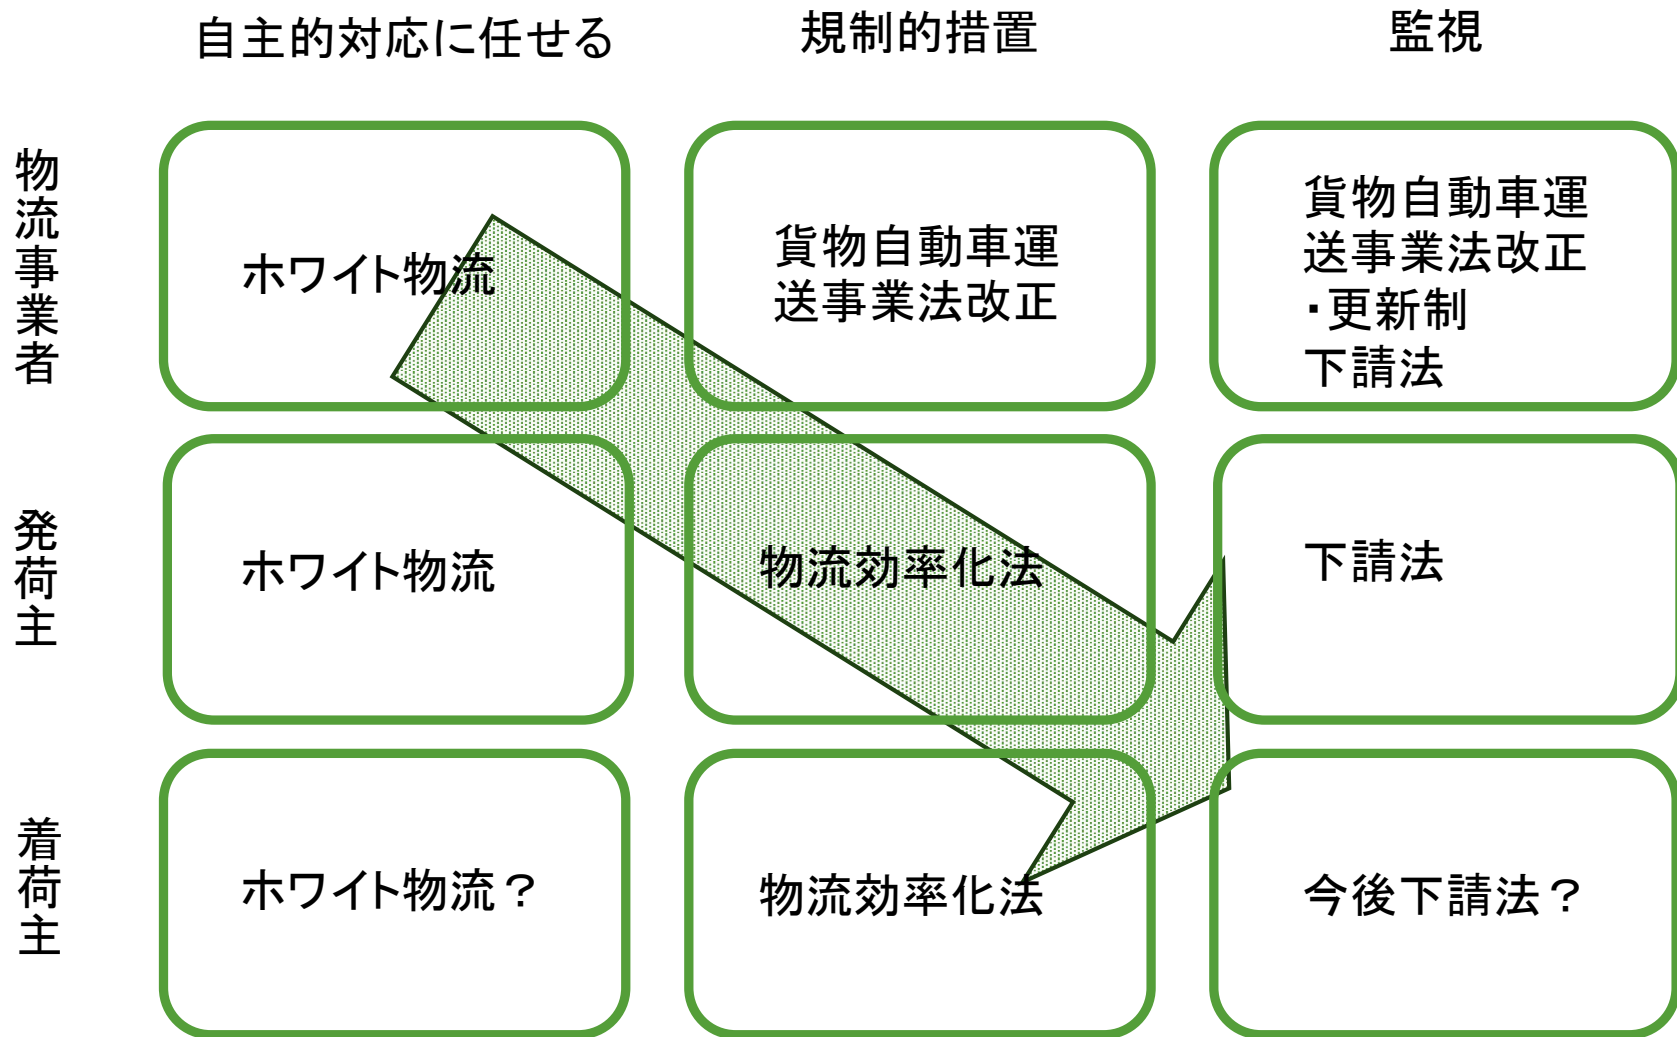 自主的対応に任せる
規制的措置
監視
物流事業者
ホワイト物流
貨物自動車運
送事業法改正
貨物自動車運
送事業法改正
・更新制
下請法
発荷主
ホワイト物流
物流効率化法
下請法
着荷主
ホワイト物流？
物流効率化法
今後下請法？